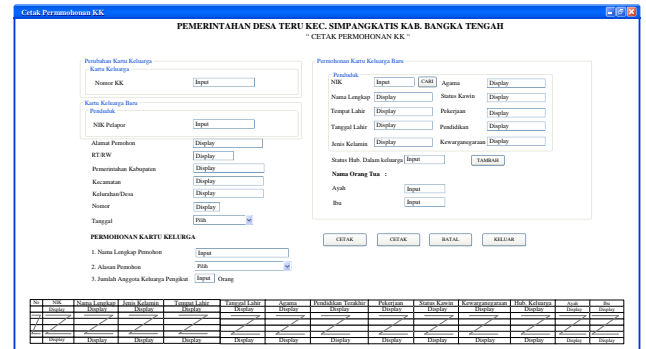 Cetak Permmohonan KK
PEMERINTAHAN DESA TERU KEC. SIMPANGKATIS KAB. BANGKA TENGAH
" CETAK PERMOHONAN KK "
Perubahan Kartu Keluarga
Kartu Keluarga
Nomor KK Input
Kartu Keluarga Baru
Penduduk
NIK Pelapor Input
Alamat Pemohon Display
RT/RW Display
Pemerintahan Kabupaten Display
Kecamatan Display
Kelurahan/Desa Display
Nomor Display
Tanggal Pilih
PERMOHONAN KARTU KELURGA
1. Nama Lengkap Pemohon Input
2. Alasan Pemohon Pilih
3. Jumlah Anggota Keluarga Pengikut Input Orang
Permohonan Kartu Keluarga Baru
Penduduk
NIK Input CARI Agama Display
Nama Lengkap Display Status Kawin Display
Tempat Lahir Display Pekerjaan Display
Tanggal Lahir Display Pendidikan Display
Jenis Kelamin Display Kewarganegaraan Display
Status Hub. Dalam keluarga Input TAMBAH
Nama Orang Tua :
Ayah Input
Ibu Input
CETAK CETAK BATAL KELUAR
No NIK Nama Lengkap Jenis Kelamin Tempat Lahir Tanggal Lahir Agama Pendidikan Terakhir Pekerjaan Status Kawin Kewarganegaraan Hub. Keluarga Ayah Ibu
Display Display Display Display Display Display Display Display Display Display Display Display Display
Display Display Display Display Display Display Display Display Display Display Display Display Display